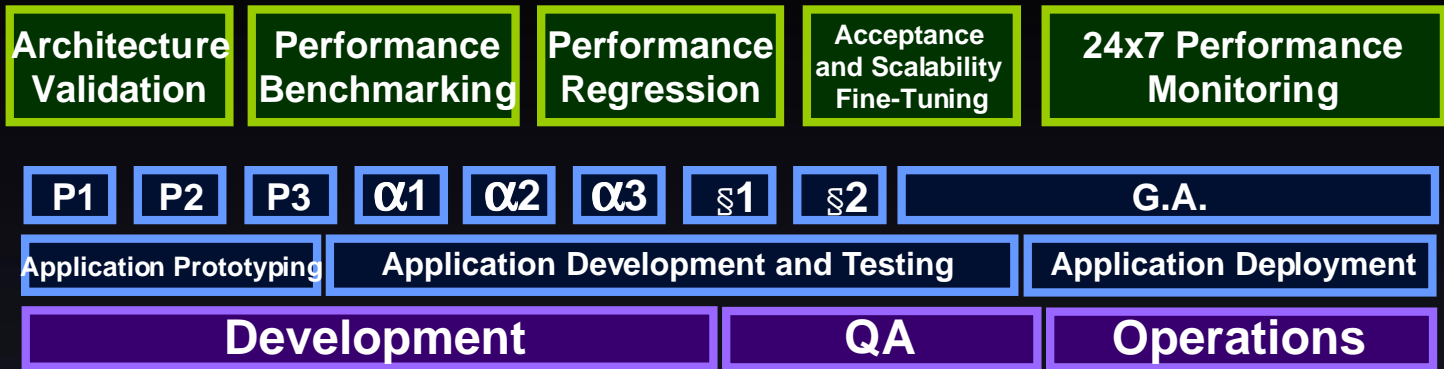 Architecture
Validation
Performance
Benchmarking
Performance
Regression
Acceptance
and Scalability
Fine-Tuning
24x7 Performance
Monitoring
P1 P2 P3 α1 α2 α3 §1 §2 G.A.
Application Prototyping Application Development and Testing Application Deployment
Development QA Operations